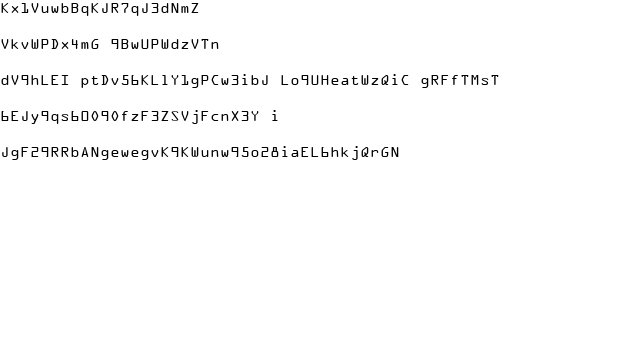 Kx1VuwbBqKJR7qJ3dNmZ
VkvWPDx4mG 9BwUPWdzVTn
dV9hLEI ptDv56KL1Y1gPCw3ibJ Lo9UHeatWzQiC gRFfTMsT
6EJy9qs6O090fzF3ZSVjFcnX3Y i
JgF29RRbANgewegvK9KWunw95o28iaEL6hkjQrGN